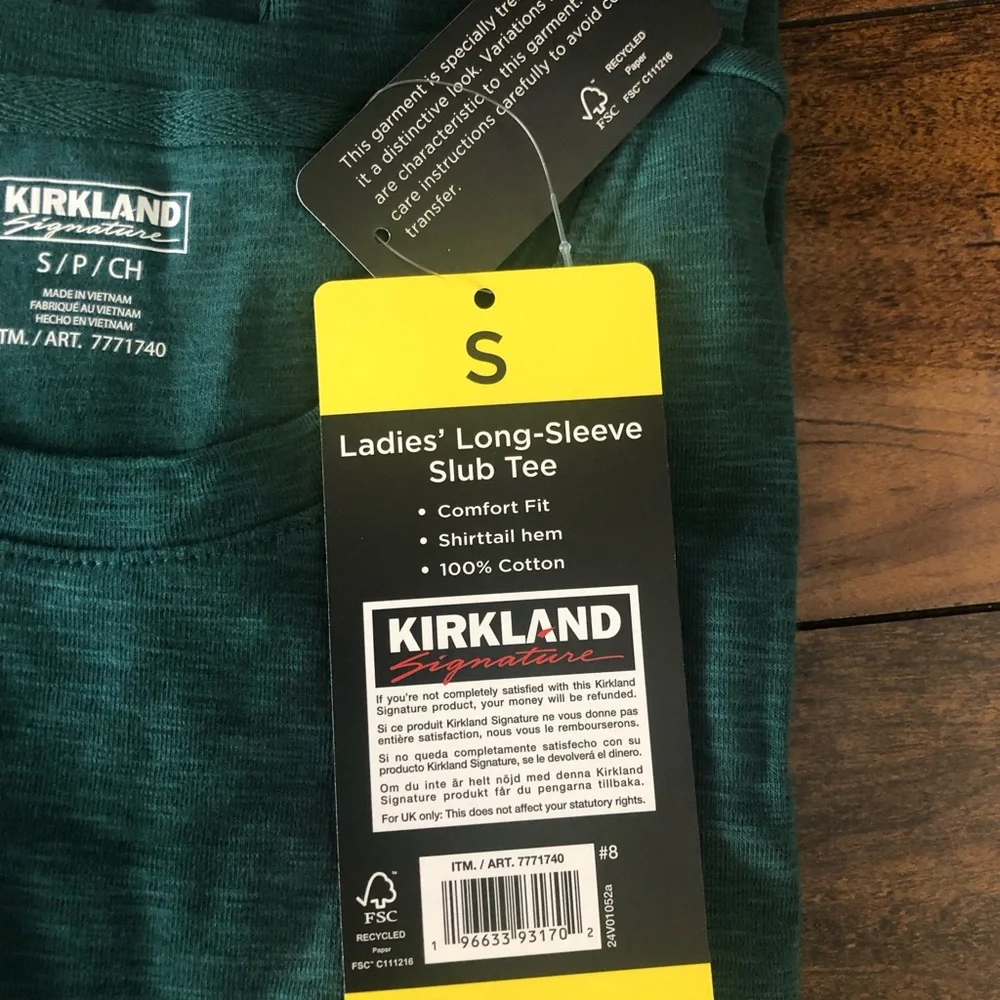 KIRKLAND
Signature
S / P / CH
MADE IN VIETNAM
FABRIQUÉ AU VIETNAM
HECHO EN VIETNAM
TM. / ART. 7771740
This garment is specially
it a distinctive look. Variations
are characteristic to this garment.
care instructions carefully to avoid
transfer.
FSC
RECYCLED
Paper
FSC™ C111216
S
Ladies' Long-Sleeve
Slub Tee
• Comfort Fit
• Shirttail hem
• 100% Cotton
KIRKLAND
Signature
If you're not completely satisfied with this Kirkland
Signature product, your money will be refunded.
Si ce produit Kirkland Signature ne vous donne pas
entière satisfaction, nous vous le rembourserons.
Si no queda completamente satisfecho con su
producto Kirkland Signature, se le devolverá el dinero.
Om du inte är helt nöjd med denna Kirkland
Signature produkt får du pengarna tillbaka.
For UK only: This does not affect your statutory rights.
ITM. / ART. 7771740
#8
1 96633 93170 2
24V01052a
FSC
RECYCLED
Paper
FSC™ C111216